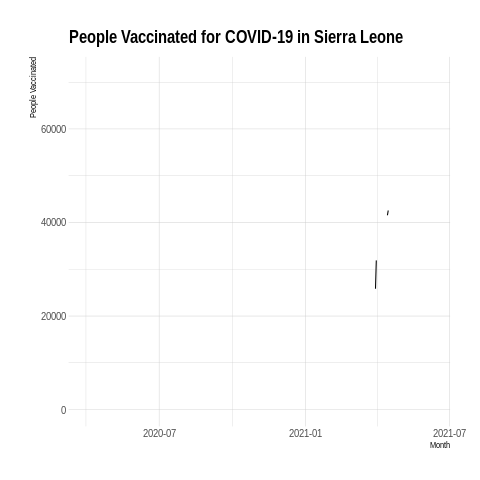 People Vaccinated for COVID-19 in Sierra Leone
People Vaccinated
60000
40000
20000
0
2020-07
2021-01
2021-07
Month